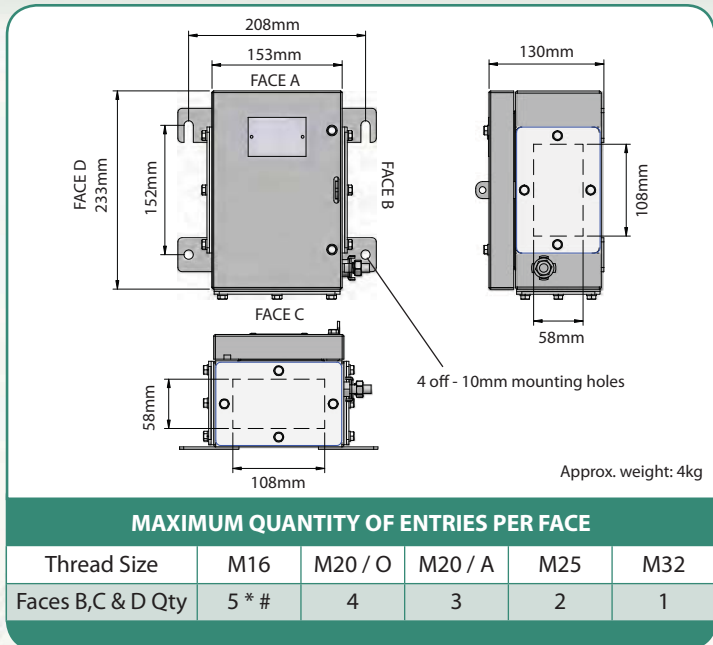 208mm
153mm
FACE A
130mm
FACE D
233mm
152mm
FACE B
108mm
FACE C
58mm
4 off - 10mm mounting holes
58mm
108mm
Approx. weight: 4kg
MAXIMUM QUANTITY OF ENTRIES PER FACE
Thread Size M16 M20 / O M20 / A M25 M32
Faces B,C & D Qty 5 * # 4 3 2 1